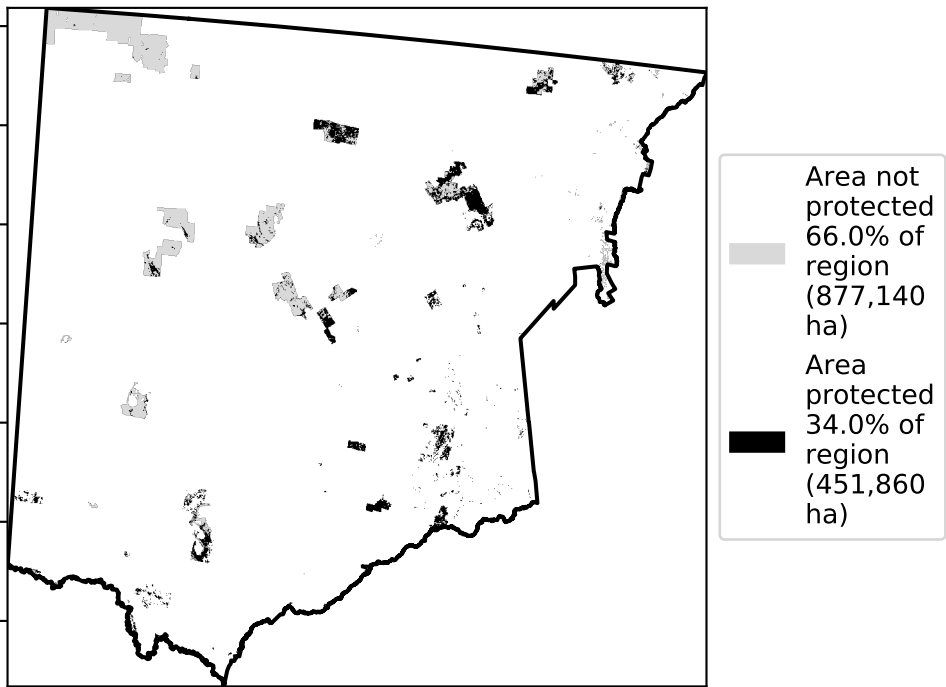 Area not
protected
66.0% of
region
(877,140
ha)
Area
protected
34.0% of
region
(451,860
ha)